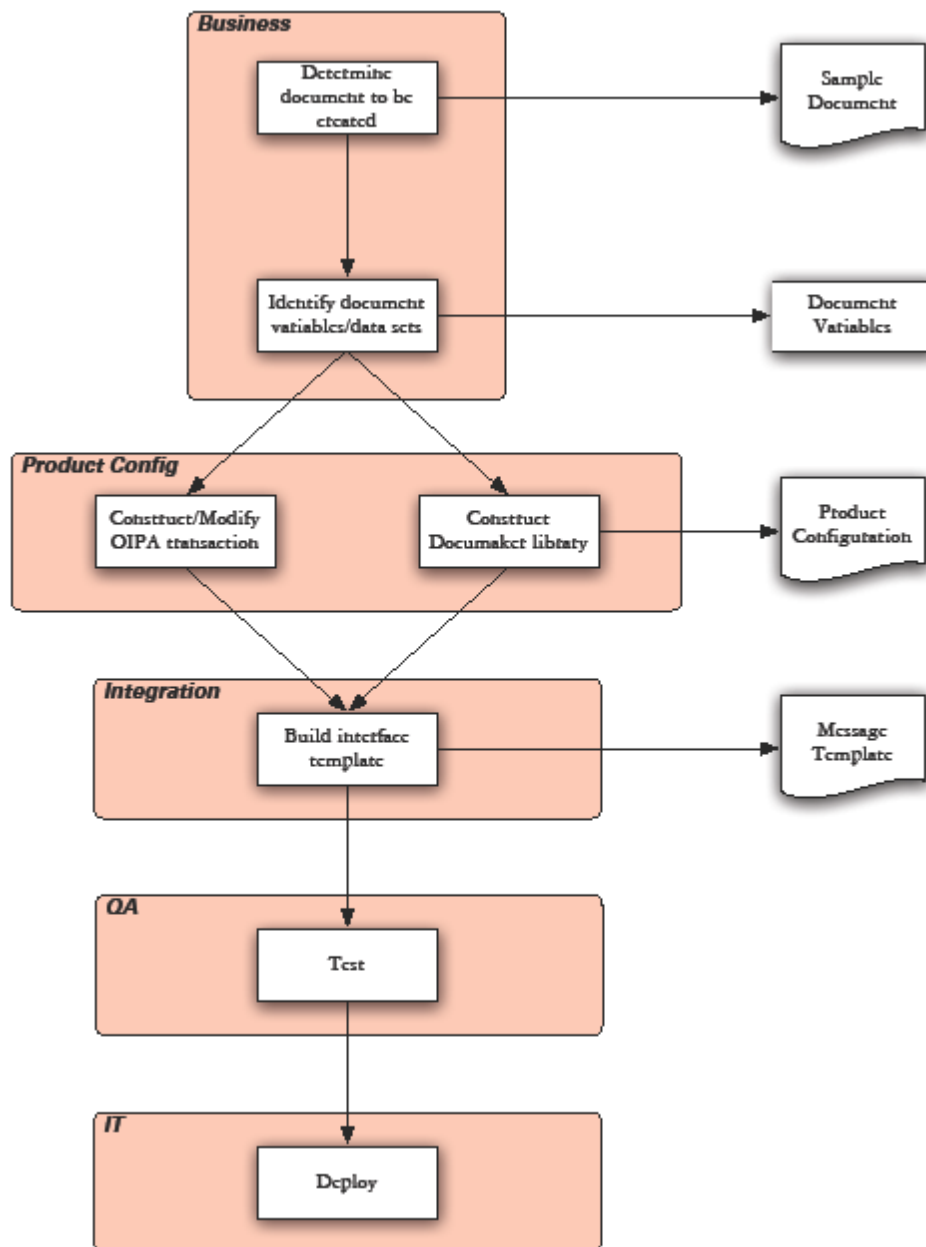 Business
Determine
document to be
created
Sample
Document
Identify document
variables/data sets
Document
Variables
Product Config
Construct/Modify
OIPA transaction
Construct
Documaker library
Product
Configuration
Integration
Build interface
template
Message
Template
QA
Test
IT
Deploy